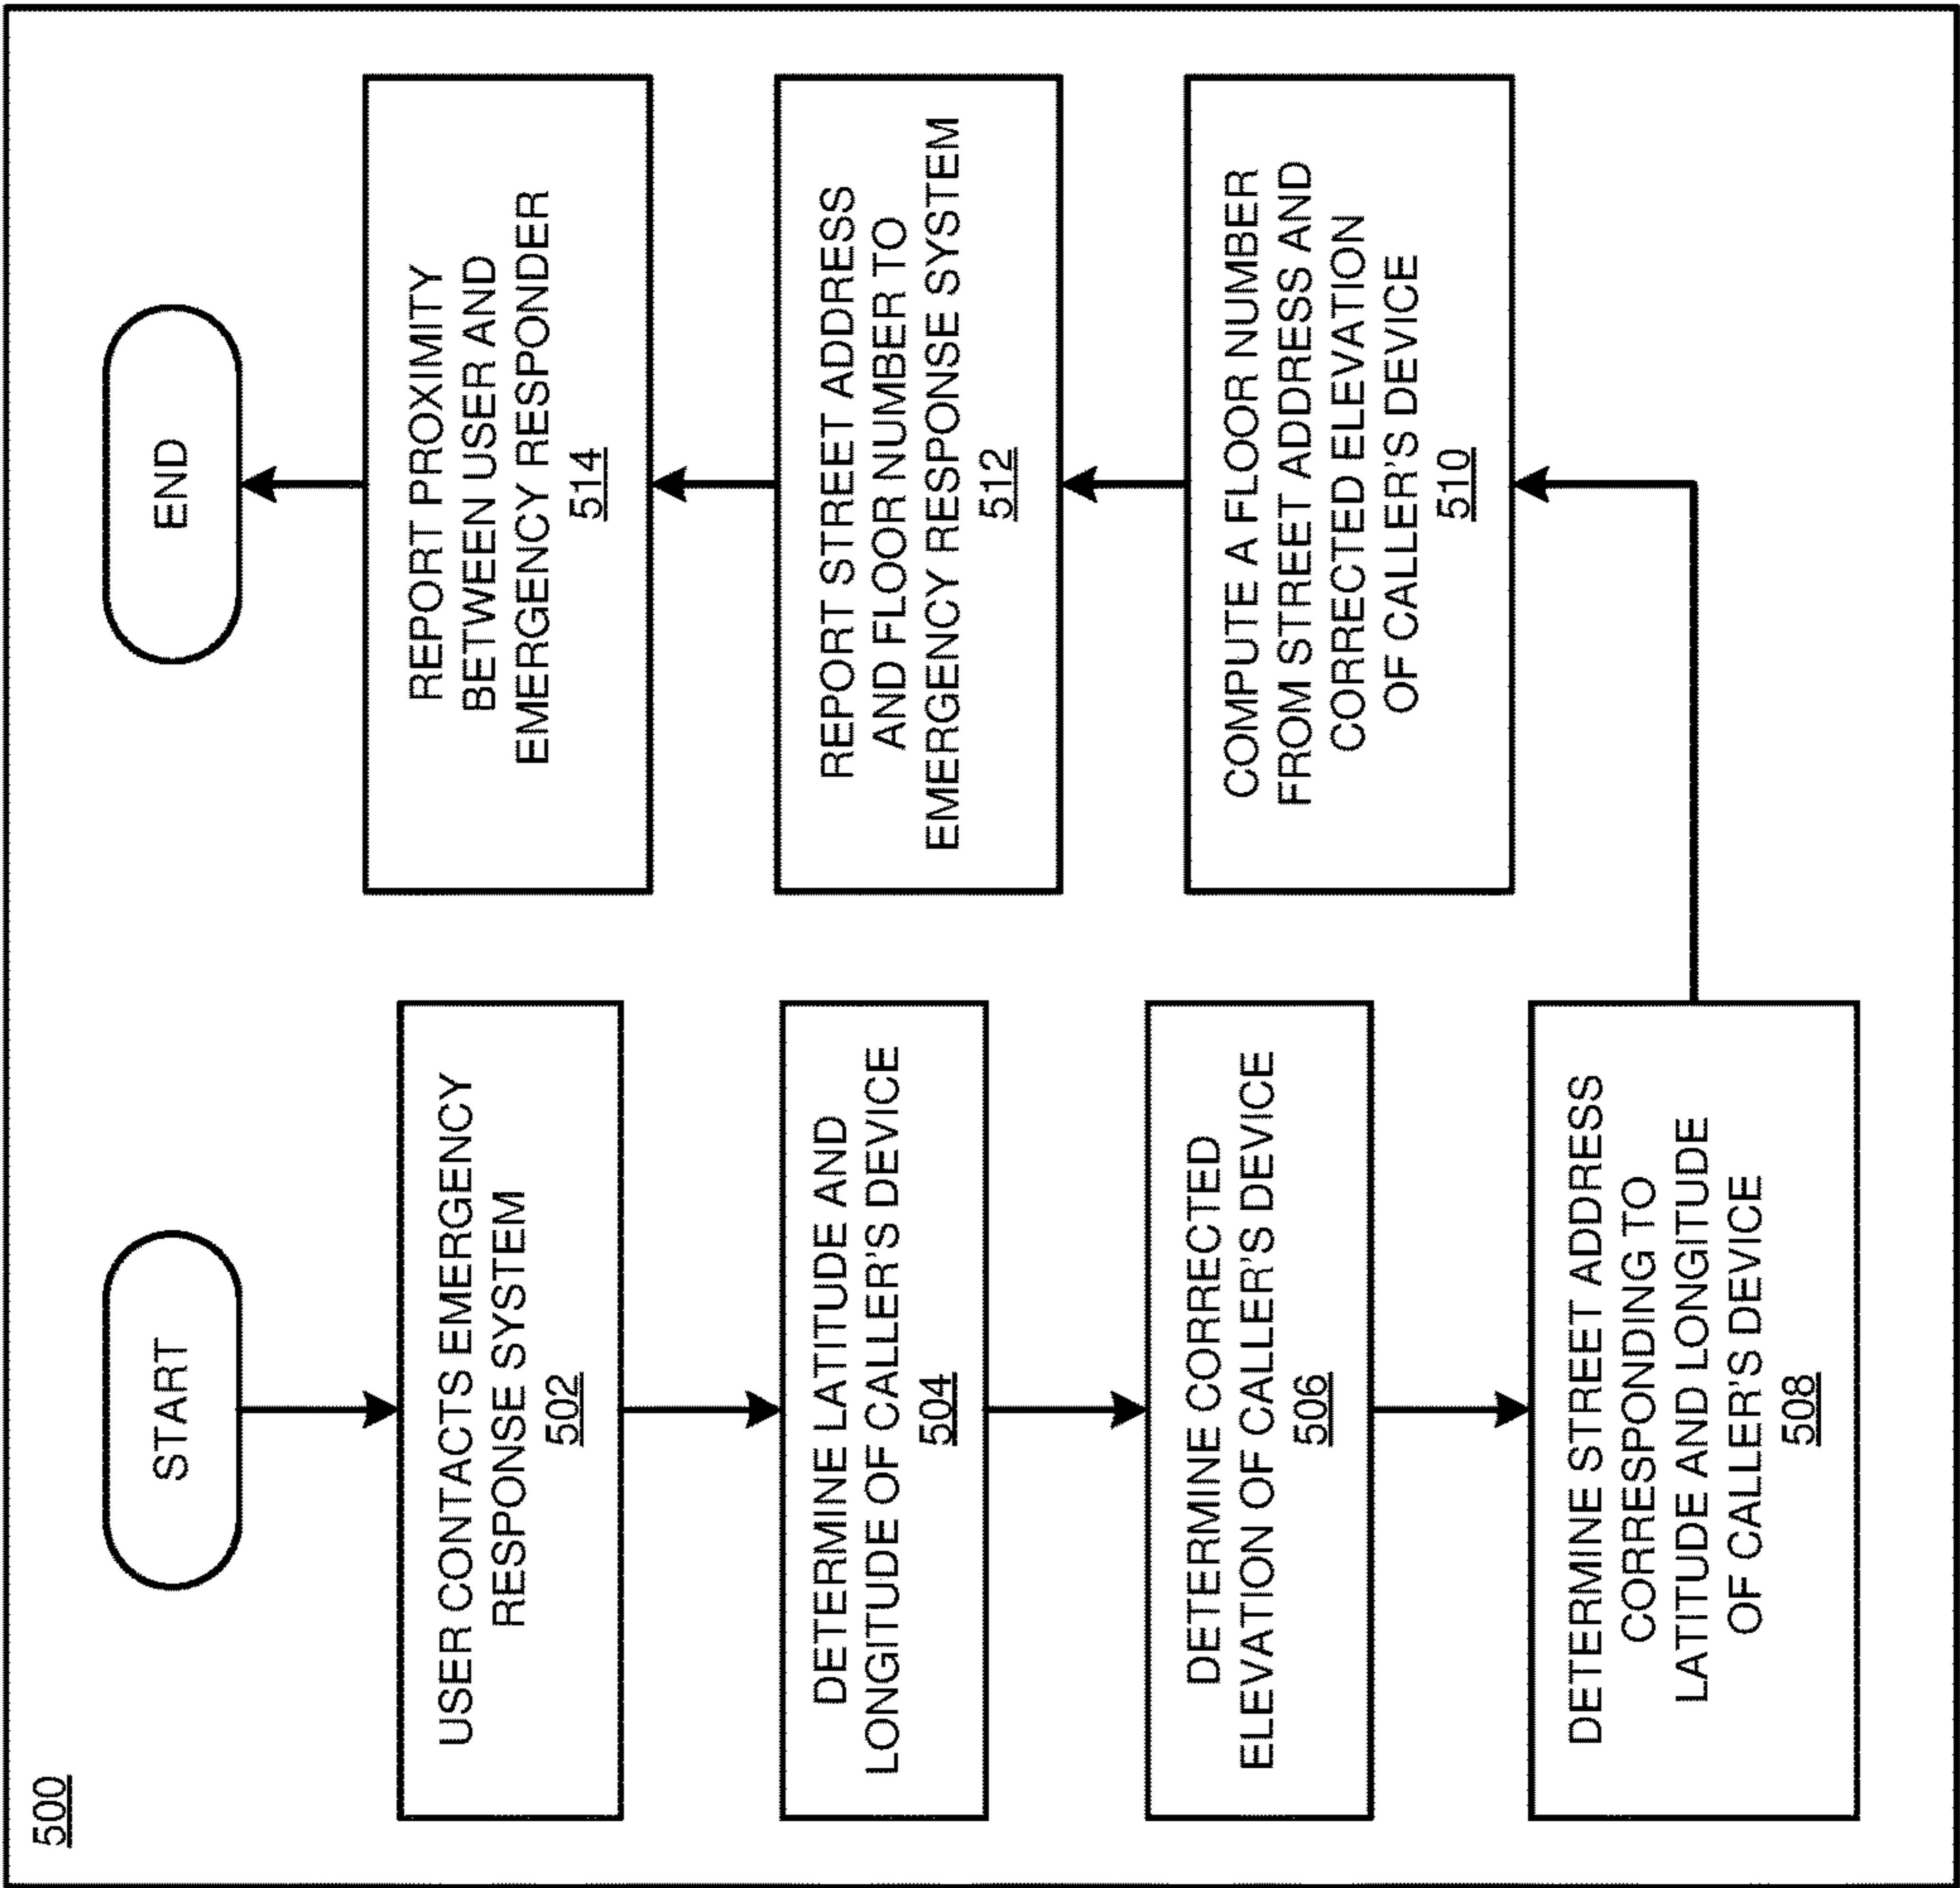 500
START
USER CONTACTS EMERGENCY
RESPONSE SYSTEM
502
DETERMINE LATITUDE AND
LONGITUDE OF CALLER'S DEVICE
504
DETERMINE CORRECTED
ELEVATION OF CALLER'S DEVICE
506
DETERMINE STREET ADDRESS
CORRESPONDING TO
LATITUDE AND LONGITUDE
OF CALLER'S DEVICE
508
COMPUTE A FLOOR NUMBER
FROM STREET ADDRESS AND
CORRECTED ELEVATION
OF CALLER'S DEVICE
510
REPORT STREET ADDRESS
AND FLOOR NUMBER TO
EMERGENCY RESPONSE SYSTEM
512
REPORT PROXIMITY
BETWEEN USER AND
EMERGENCY RESPONDER
514
END